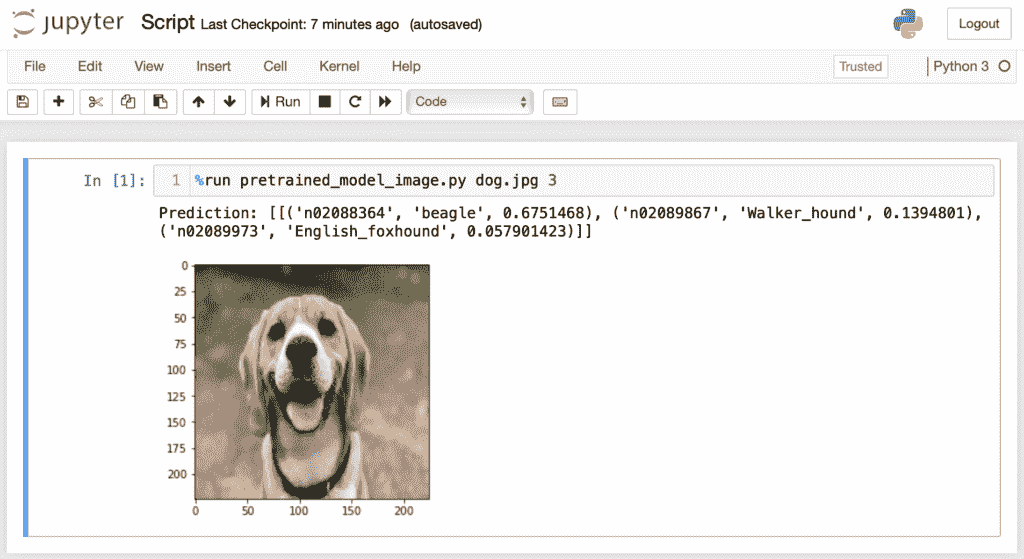 jupyter Script Last Checkpoint: 7 minutes ago (autosaved) Logout
File Edit View Insert Cell Kernel Help Trusted Python 3
Run Code
In [1]: 1 %run pretrained_model_image.py dog.jpg 3
Prediction: [[('n02088364', 'beagle', 0.6751468), ('n02089867', 'Walker_hound', 0.1394801),
('n02089973', 'English_foxhound', 0.057901423)]]
0
25
50
75
100
125
150
175
200
0 50 100 150 200